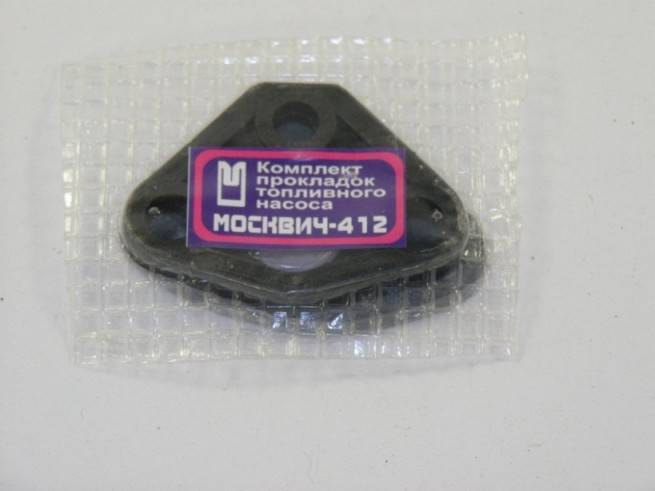 Комплект
прокладок
топливного
насоса
МОСКВИЧ-412